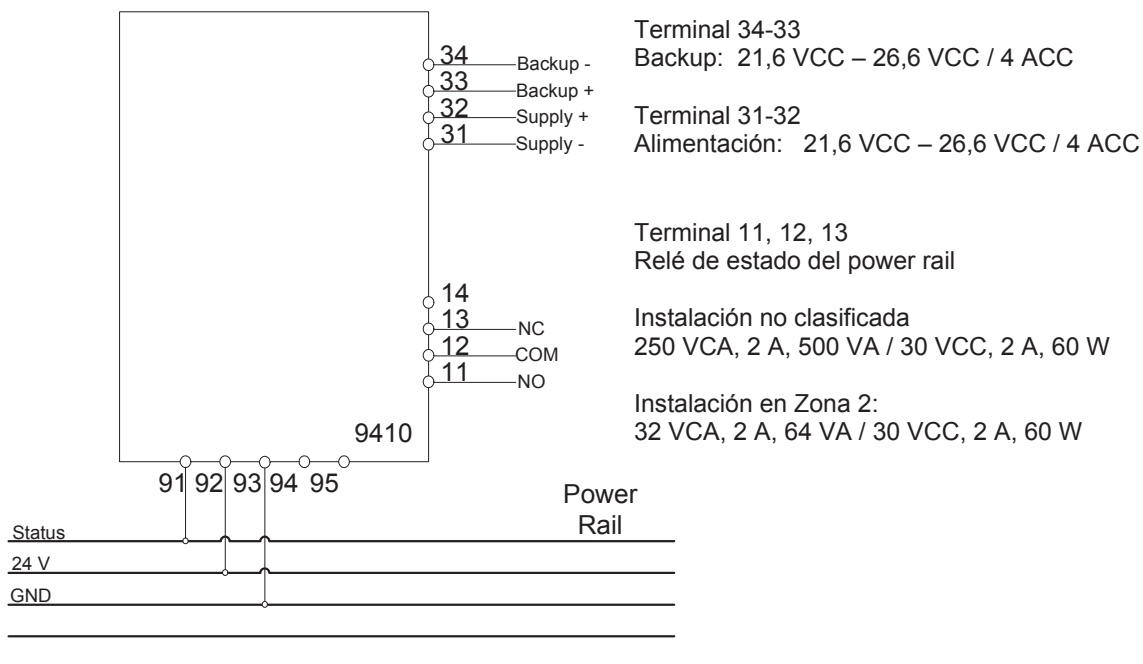 34
Backup -
33
Backup +
32
Supply +
31
Supply -
14
13
NC
12
COM
11
NO
9410
91 92 93 94 95
Terminal 34-33
Backup: 21,6 VCC – 26,6 VCC / 4 ACC
Terminal 31-32
Alimentación: 21,6 VCC – 26,6 VCC / 4 ACC
Terminal 11, 12, 13
Relé de estado del power rail
Instalación no clasificada
250 VCA, 2 A, 500 VA / 30 VCC, 2 A, 60 W
Instalación en Zona 2:
32 VCA, 2 A, 64 VA / 30 VCC, 2 A, 60 W
Power
Rail
Status
24 V
GND